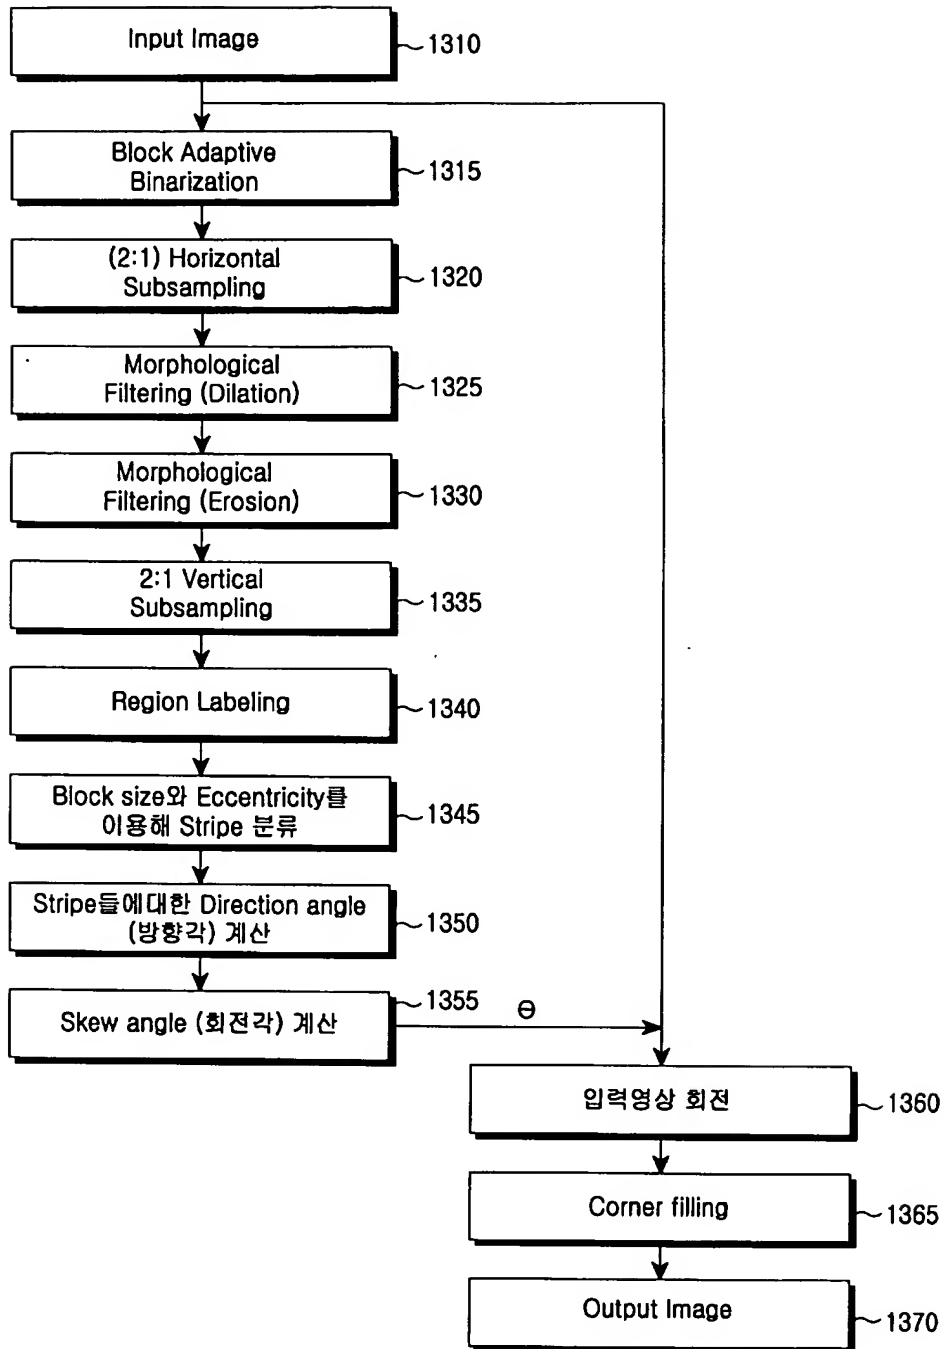 Input Image
1310
Block Adaptive
Binarization
1315
(2:1) Horizontal
Subsampling
1320
Morphological
Filtering (Dilation)
1325
Morphological
Filtering (Erosion)
1330
2:1 Vertical
Subsampling
1335
Region Labeling
1340
Block size와 Eccentricity를
이용해 Stripe 분류
1345
Stripe들에대한 Direction angle
(방향각) 계산
1350
Skew angle (회전각) 계산
1355
Θ
입력영상 회전
1360
Corner filling
1365
Output Image
1370